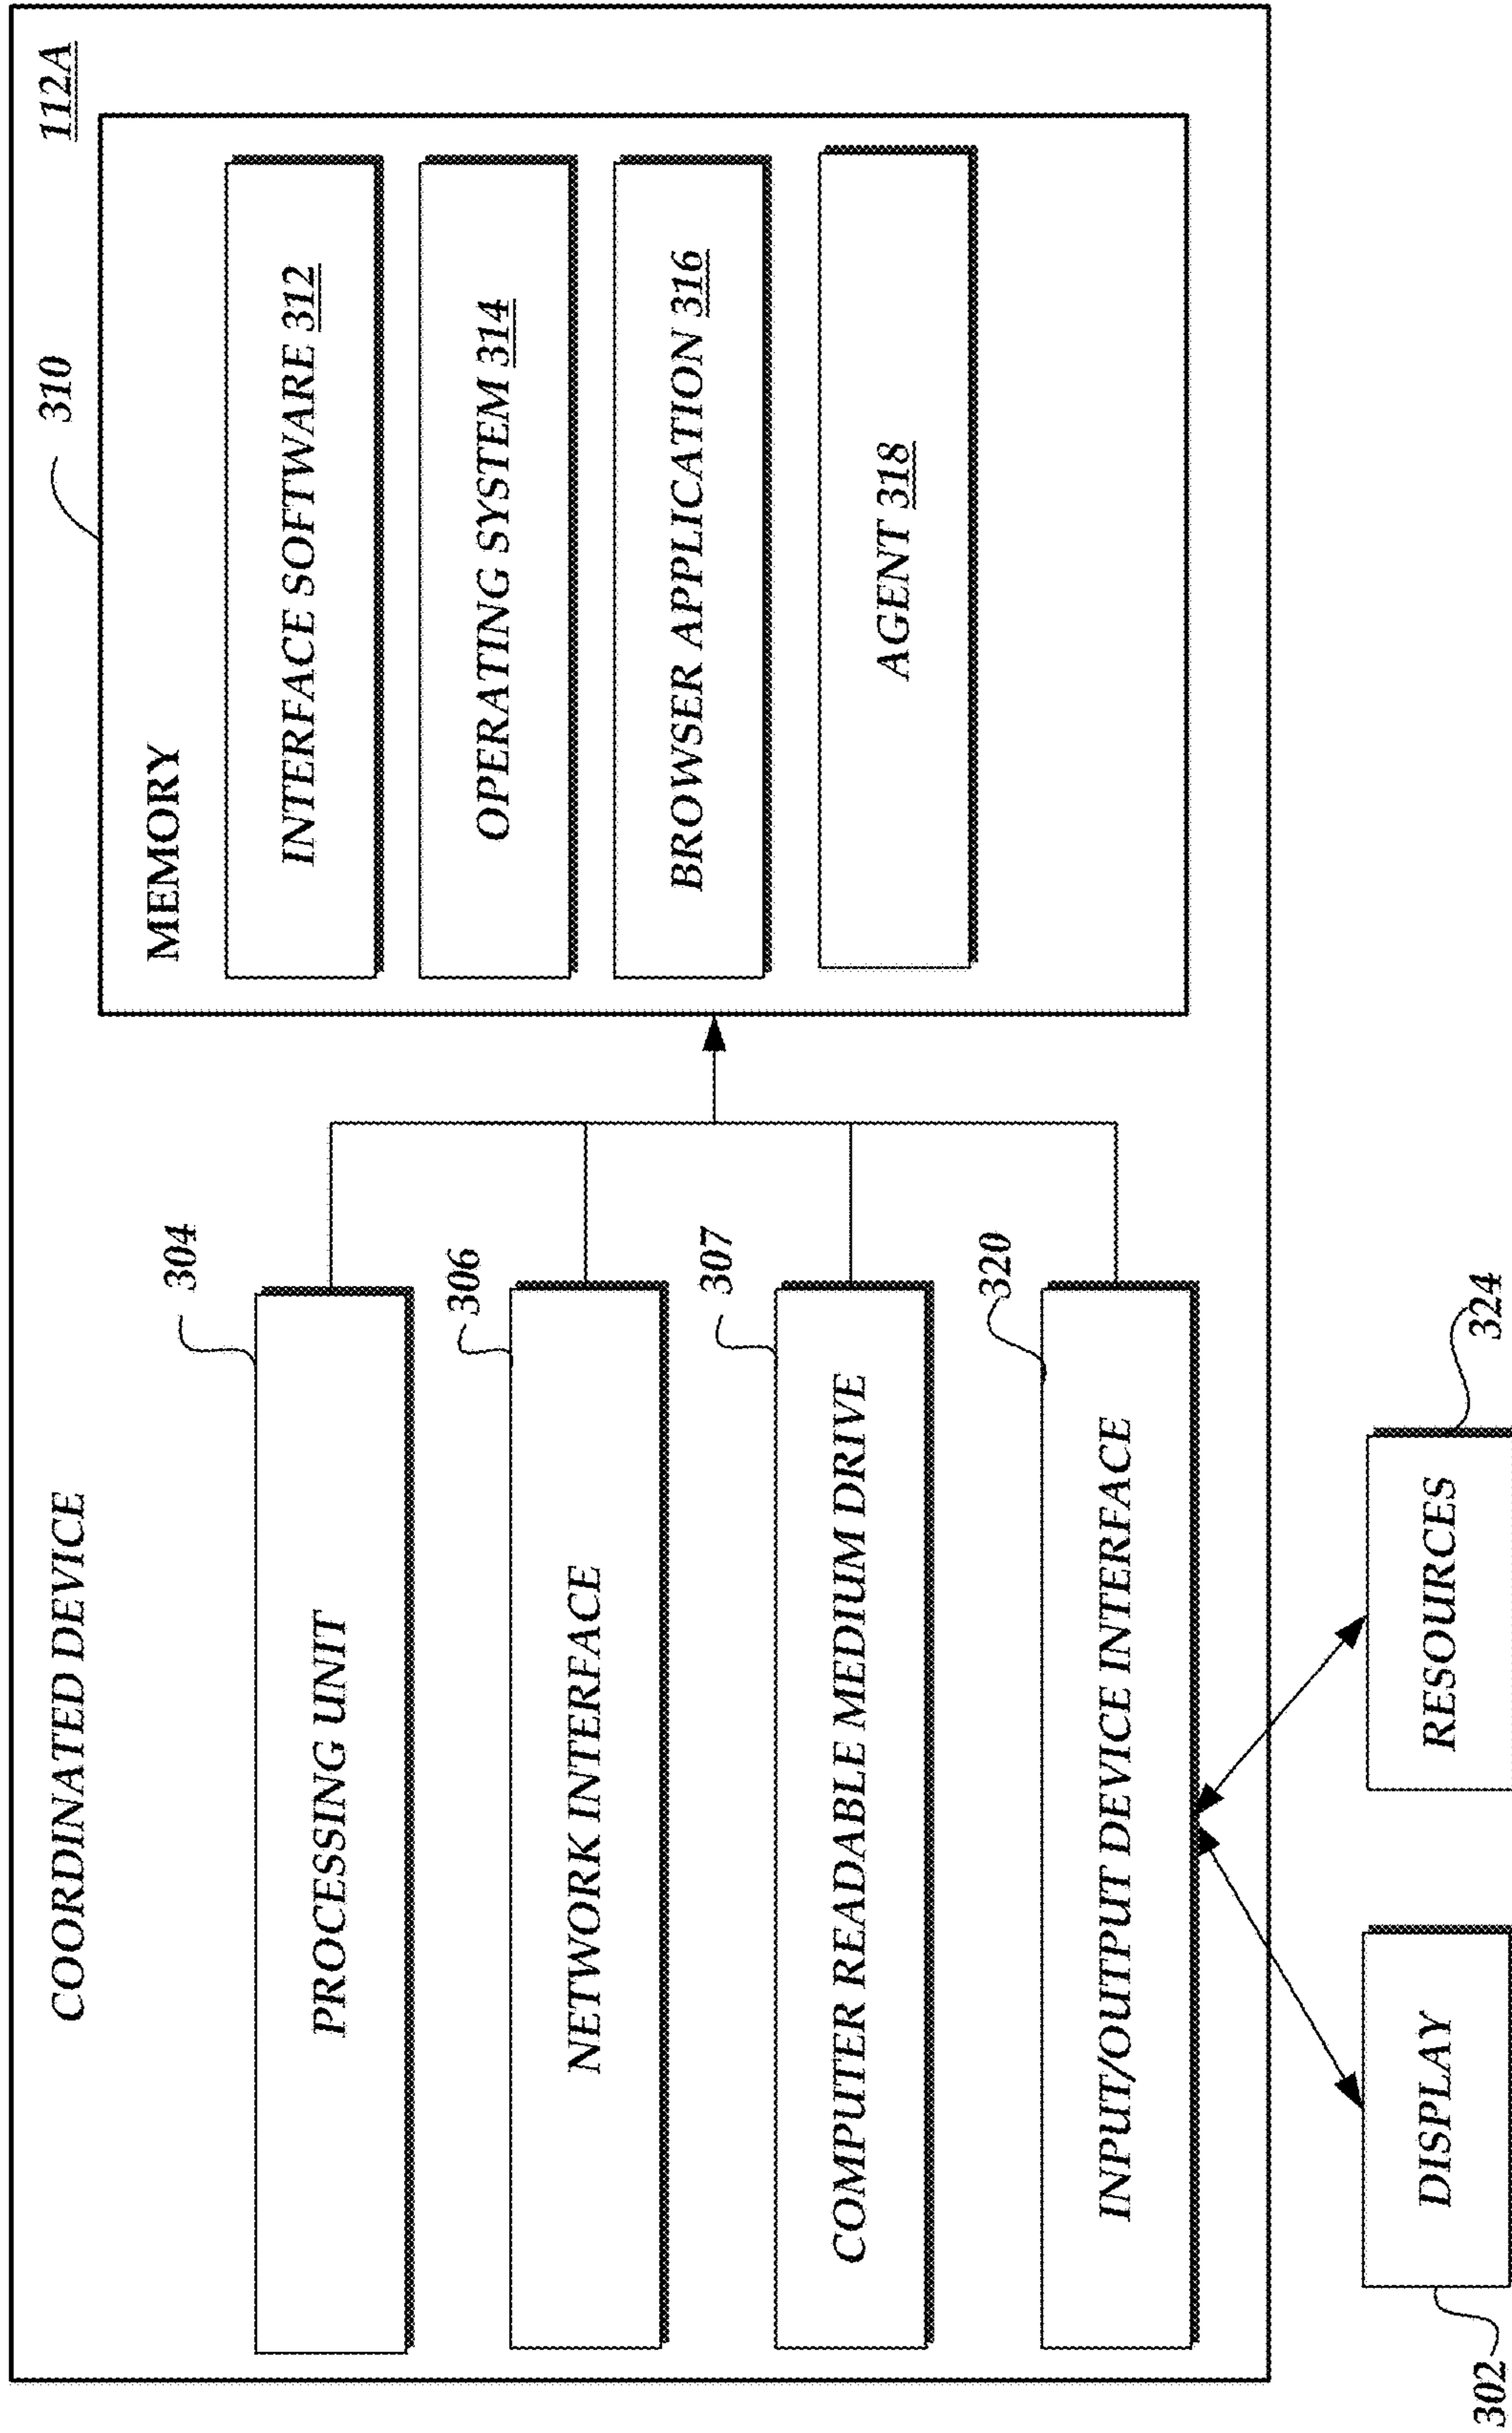 COORDINATED DEVICE
112A
304
PROCESSING UNIT
306
NETWORK INTERFACE
307
COMPUTER READABLE MEDIUM DRIVE
320
INPUT/OUTPUT DEVICE INTERFACE
310
MEMORY
INTERFACE SOFTWARE 312
OPERATING SYSTEM 314
BROWSER APPLICATION 316
AGENT 318
302
DISPLAY
RESOURCES
324